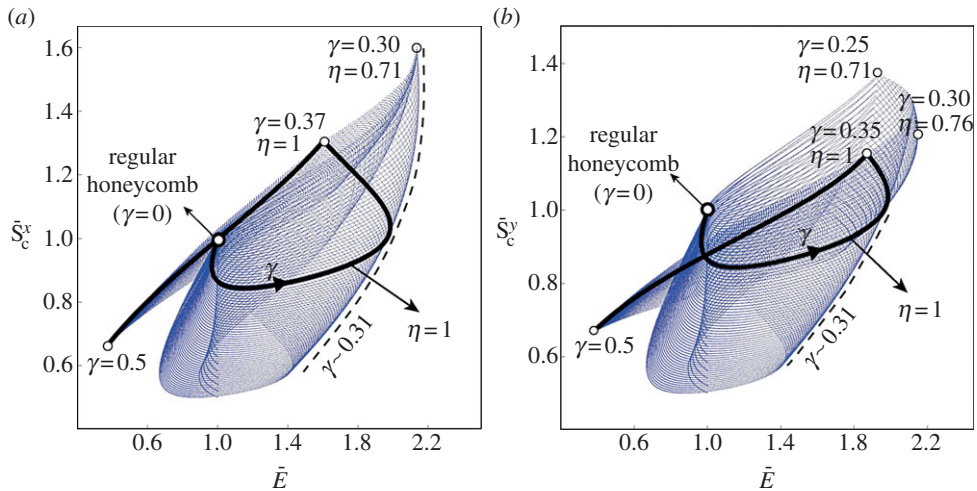 (a)
1.6
1.4
1.2
1.0
0.8
0.6
S̄cˣ
γ=0.30
η=0.71
γ=0.37
η=1
regular
honeycomb
(γ=0)
γ
η=1
γ~0.31
γ=0.5
0.6 1.0 1.4 1.8 2.2
Ē
(b)
1.4
1.2
1.0
0.8
0.6
S̄cʸ
γ=0.25
η=0.71
γ=0.30
η=0.76
γ=0.35
η=1
regular
honeycomb
(γ=0)
γ
η=1
γ~0.31
γ=0.5
0.6 1.0 1.4 1.8 2.2
Ē